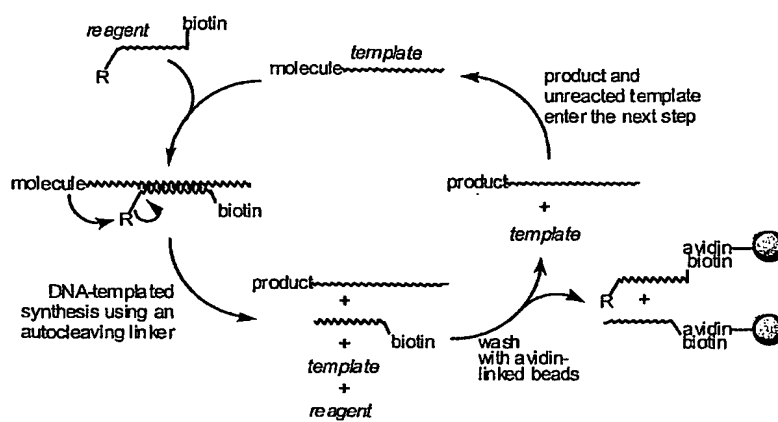 biotin
reagent
R
molecule
template
product and
unreacted template
enter the next step
molecule
R
biotin
product
+
template
DNA-templated
synthesis using an
autocleaving linker
product
+
biotin
+
template
+
reagent
wash
with avidin-
linked beads
avidin
biotin
R
+
avidin
biotin